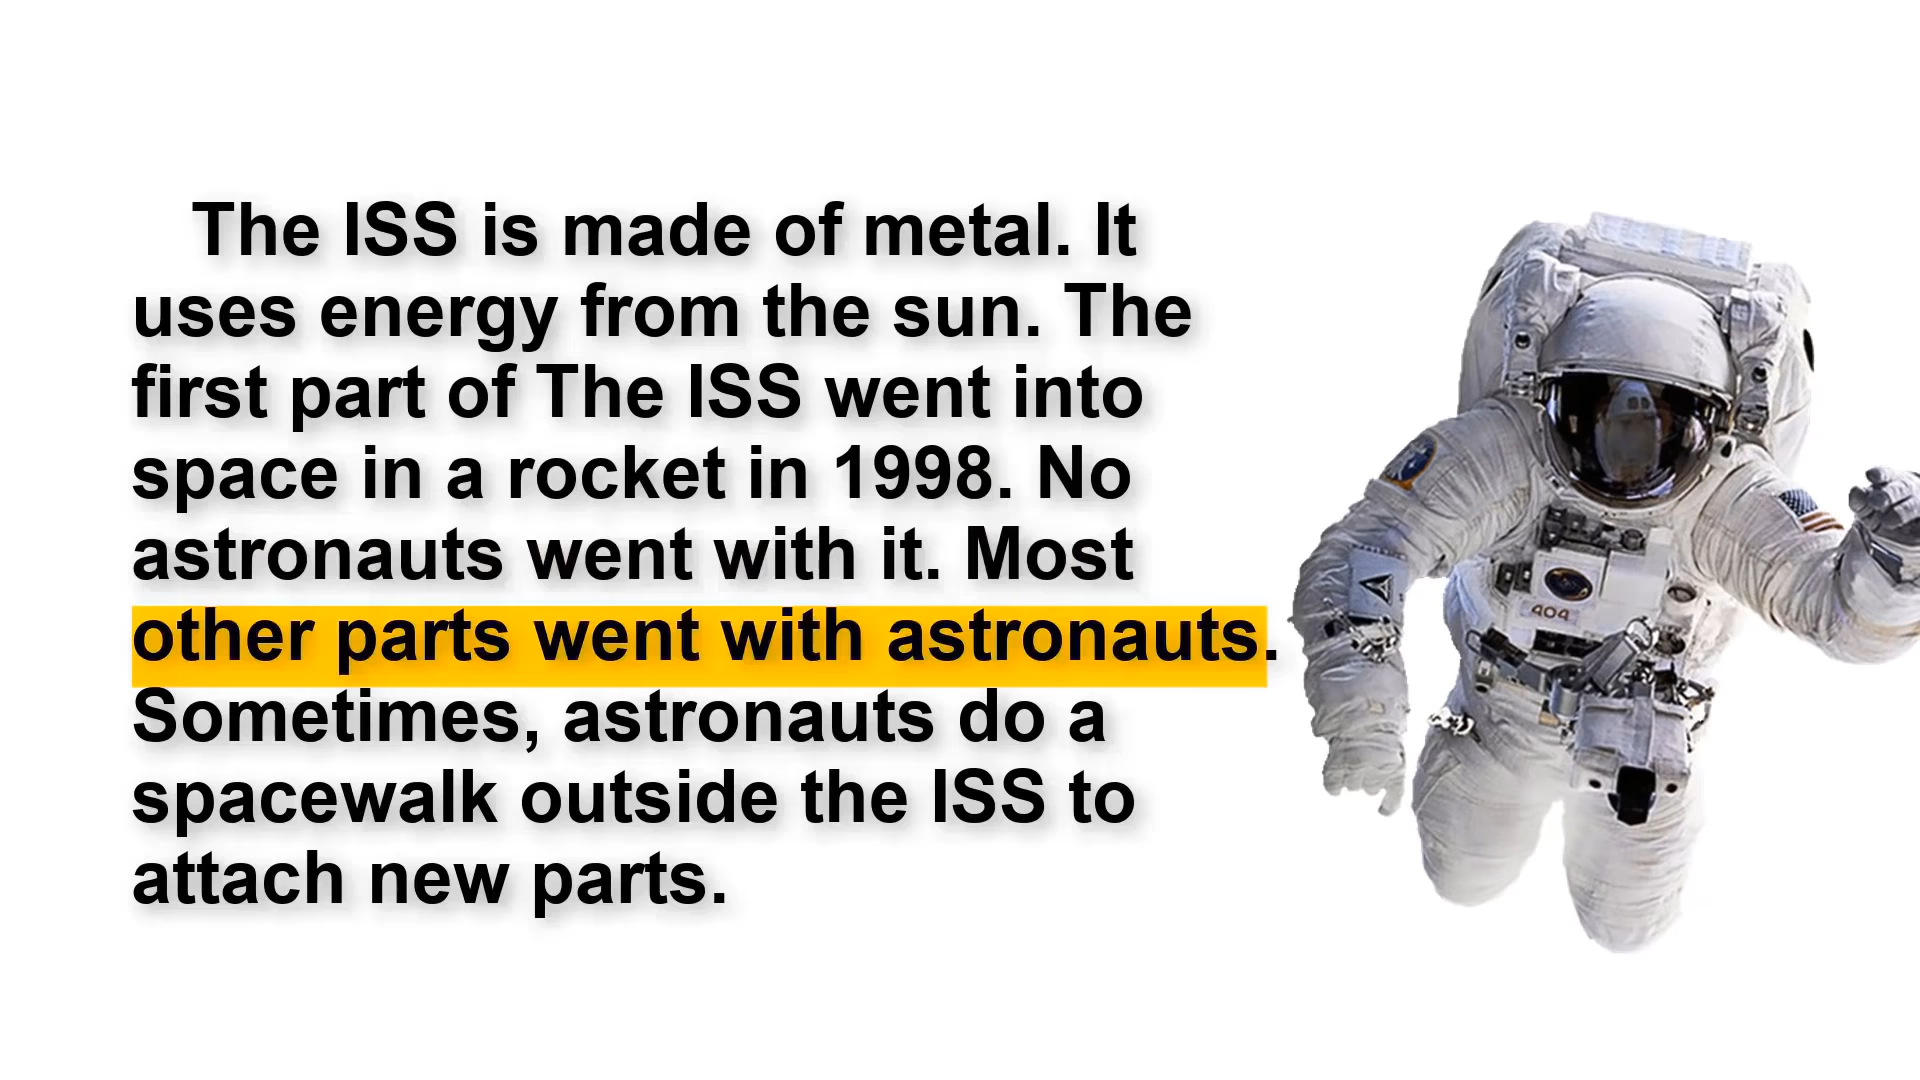 The ISS is made of metal. It
uses energy from the sun. The
first part of The ISS went into
space in a rocket in 1998. No
astronauts went with it. Most
other parts went with astronauts.
Sometimes, astronauts do a
spacewalk outside the ISS to
attach new parts.
404